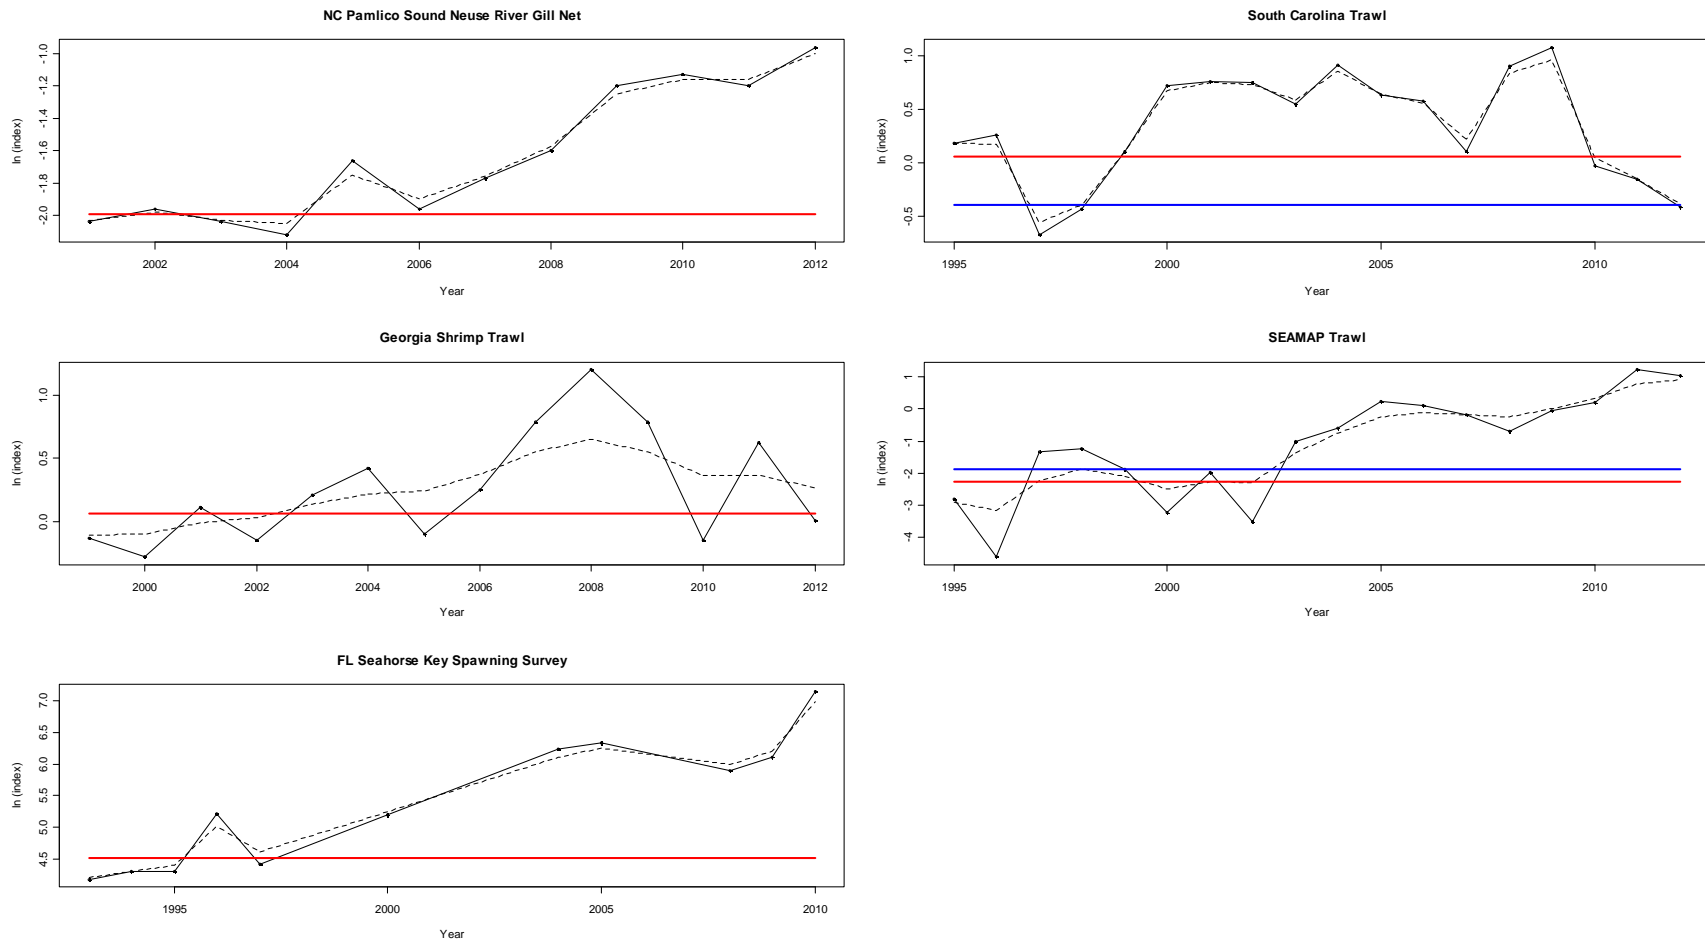 NC Pamlico Sound Neuse River Gill Net
ln (index)
-1.0
-1.2
-1.4
-1.6
-1.8
-2.0
2002 2004 2006 2008 2010 2012
Year
South Carolina Trawl
ln (index)
1.0
0.5
0.0
-0.5
1995 2000 2005 2010
Year
Georgia Shrimp Trawl
ln (index)
1.0
0.5
0.0
2000 2002 2004 2006 2008 2010 2012
Year
SEAMAP Trawl
ln (index)
1
0
-1
-2
-3
-4
1995 2000 2005 2010
Year
FL Seahorse Key Spawning Survey
ln (index)
7.0
6.5
6.0
5.5
5.0
4.5
1995 2000 2005 2010
Year